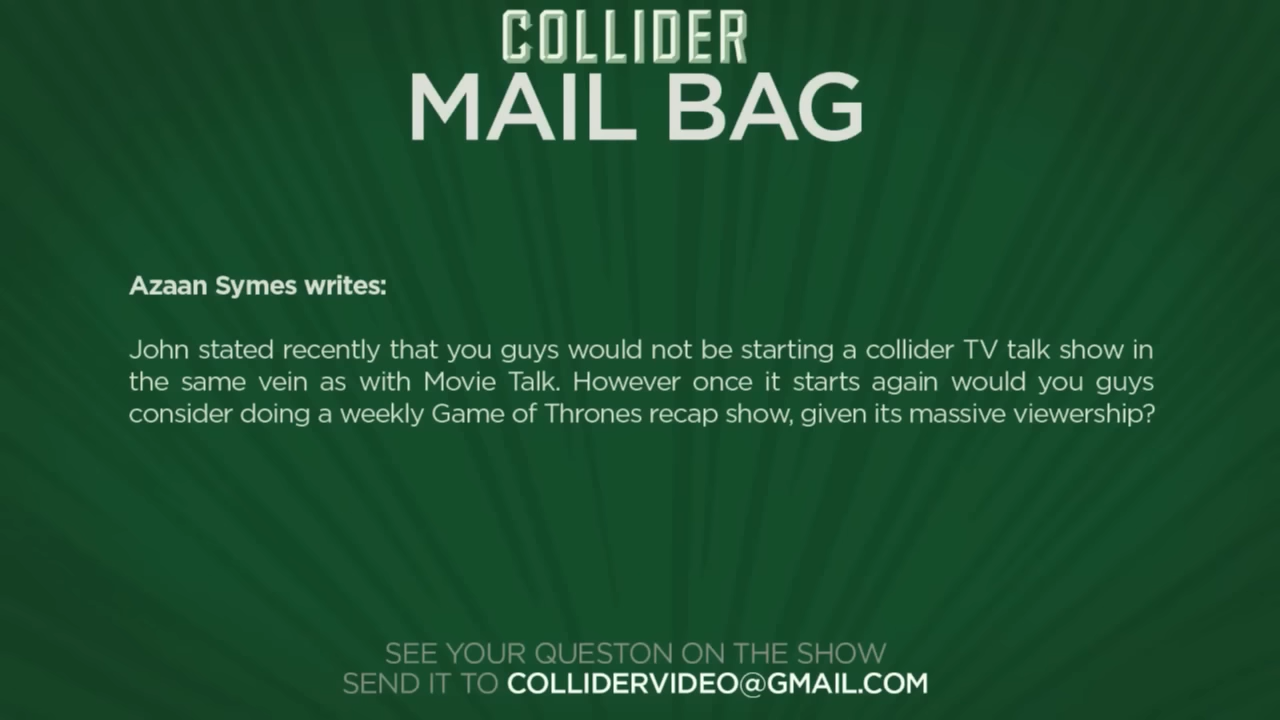 COLLIDER
MAIL BAG
Azaan Symes writes:
John stated recently that you guys would not be starting a collider TV talk show in
the same vein as with Movie Talk. However once it starts again would you guys
consider doing a weekly Game of Thrones recap show, given its massive viewership?
SEE YOUR QUESTON ON THE SHOW
SEND IT TO COLLIDERVIDEO@GMAIL.COM